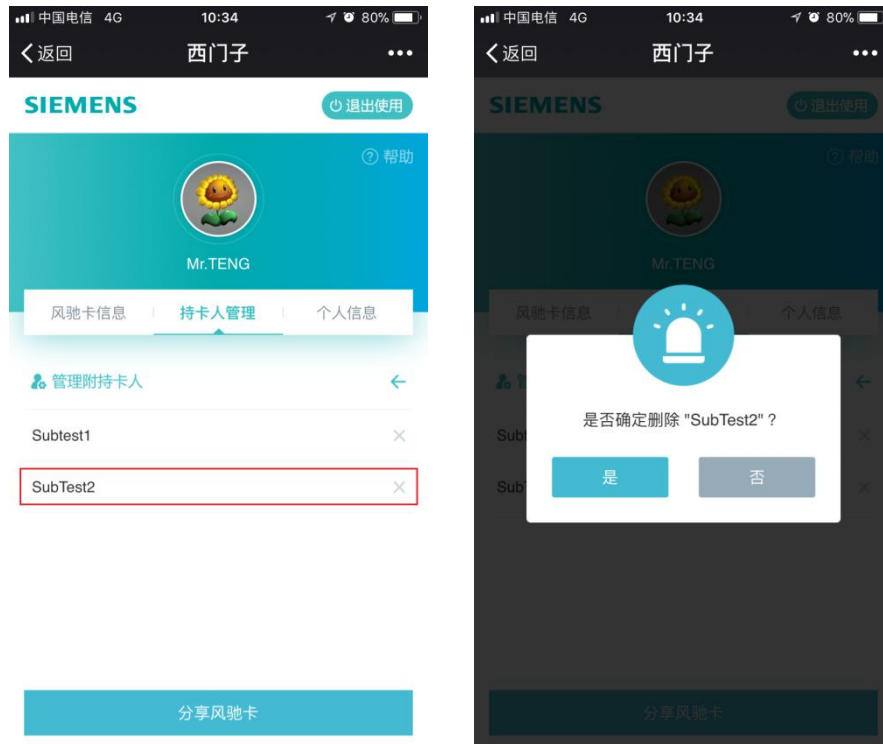 中国电信 4G 10:34 80%
返回 西门子
SIEMENS 退出使用
帮助
Mr.TENG
风驰卡信息 持卡人管理 个人信息
管理附持卡人
Subtest1
SubTest2
分享风驰卡
中国电信 4G 10:34 80%
返回 西门子
SIEMENS 退出使用
帮助
Mr.TENG
风驰卡信息 个人信息
是否确定删除 "SubTest2" ?
Subt
是 否
Sub
分享风驰卡